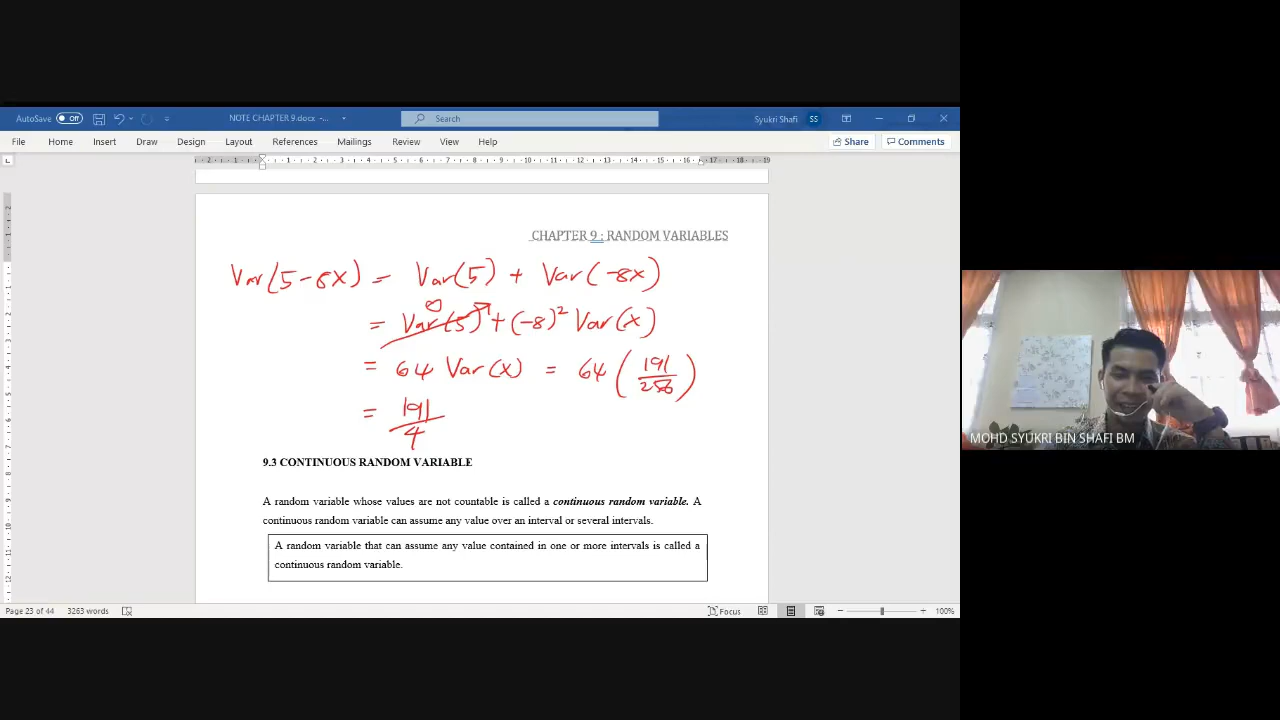 AutoSave Off NOTE CHAPTER 9.docx -... Search Syukri Shafi SS
File Home Insert Draw Design Layout References Mailings Review View Help Share Comments
CHAPTER 9 : RANDOM VARIABLES
Var(5-8X) = Var(5) + Var(-8X)
= Var(5) 0 + (-8)² Var(X)
= 64 Var(X) = 64 (191/256)
= 191/4
9.3 CONTINUOUS RANDOM VARIABLE
A random variable whose values are not countable is called a continuous random variable. A
continuous random variable can assume any value over an interval or several intervals.
A random variable that can assume any value contained in one or more intervals is called a
continuous random variable.
Page 23 of 44 3263 words Focus 100%
MOHD SYUKRI BIN SHAFI BM